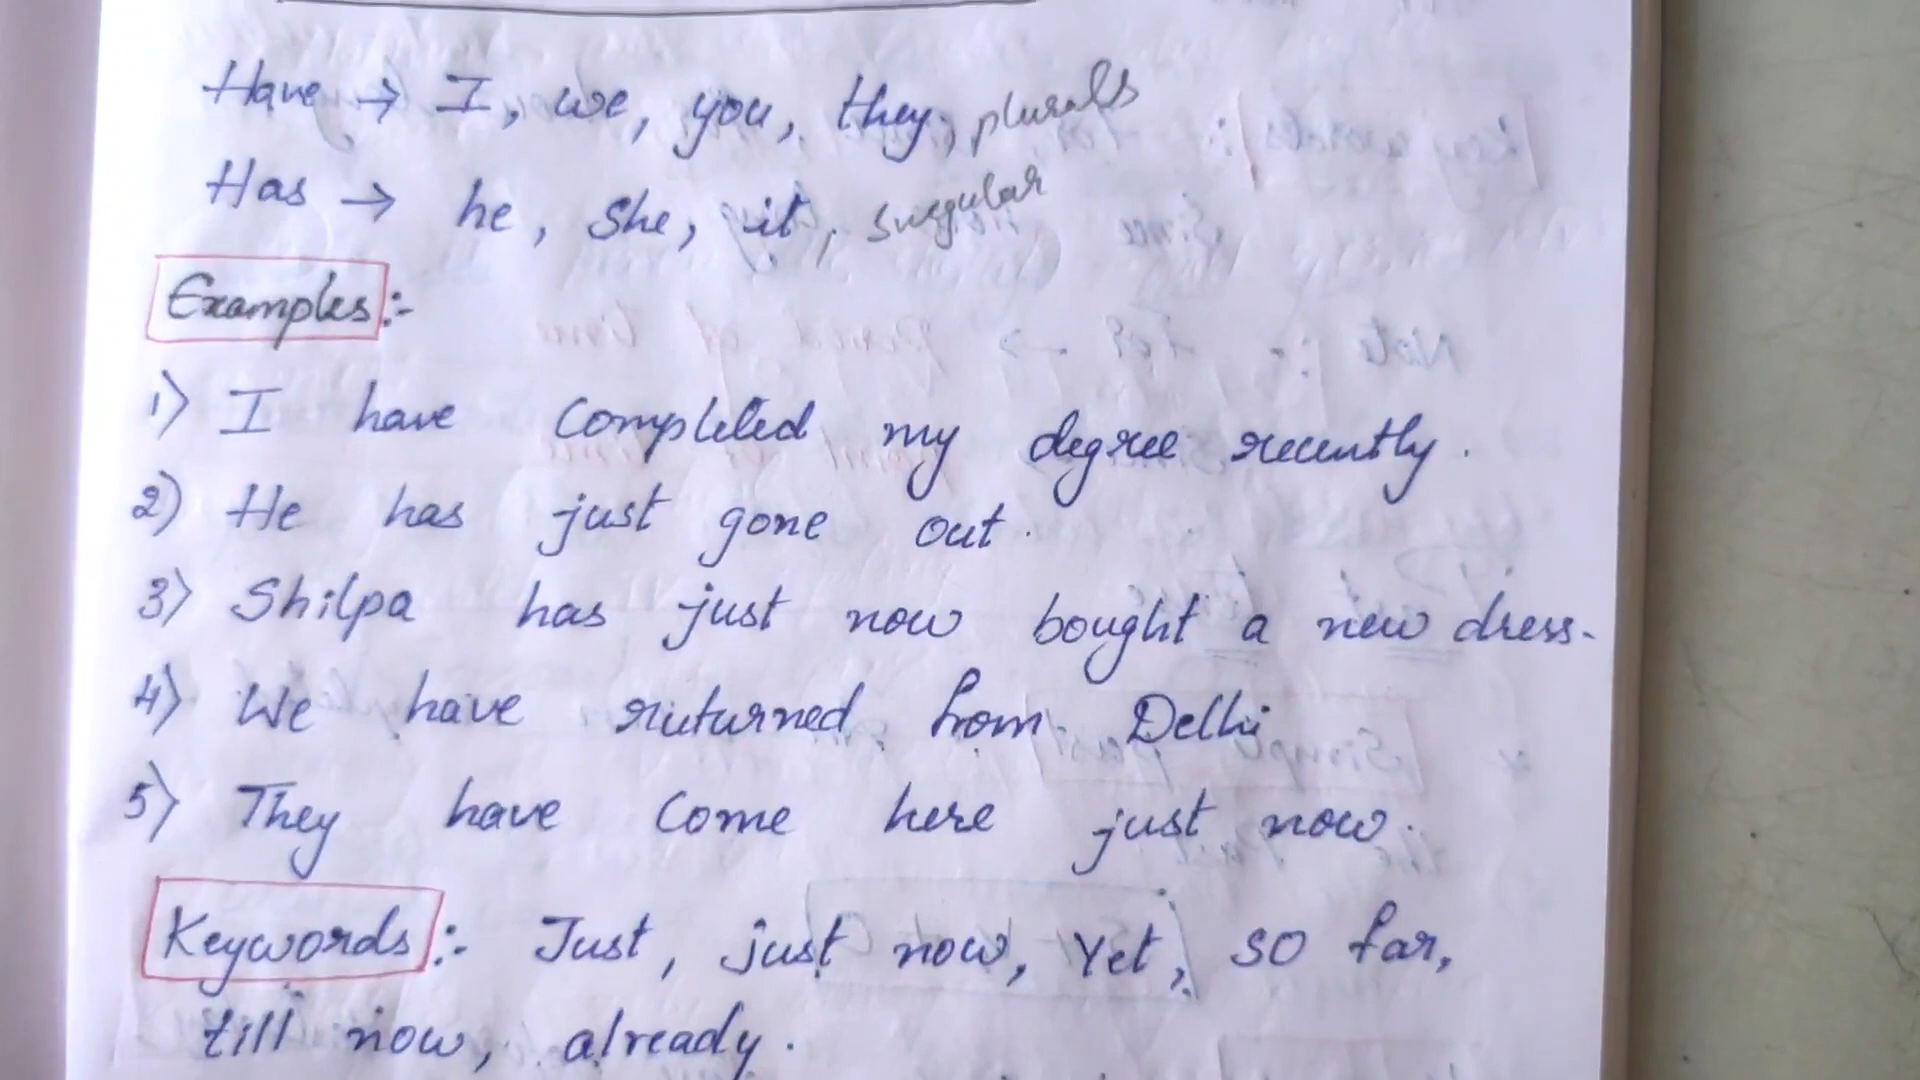 Have → I, we, you, they, plurals
Has → he, she, it, singular
Examples:-
1) I have completed my degree recently.
2) He has just gone out.
3) Shilpa has just now bought a new dress.
4) We have returned from Delhi
5) They have come here just now.
Keywords:- Just, just now, Yet, so far,
till now, already.